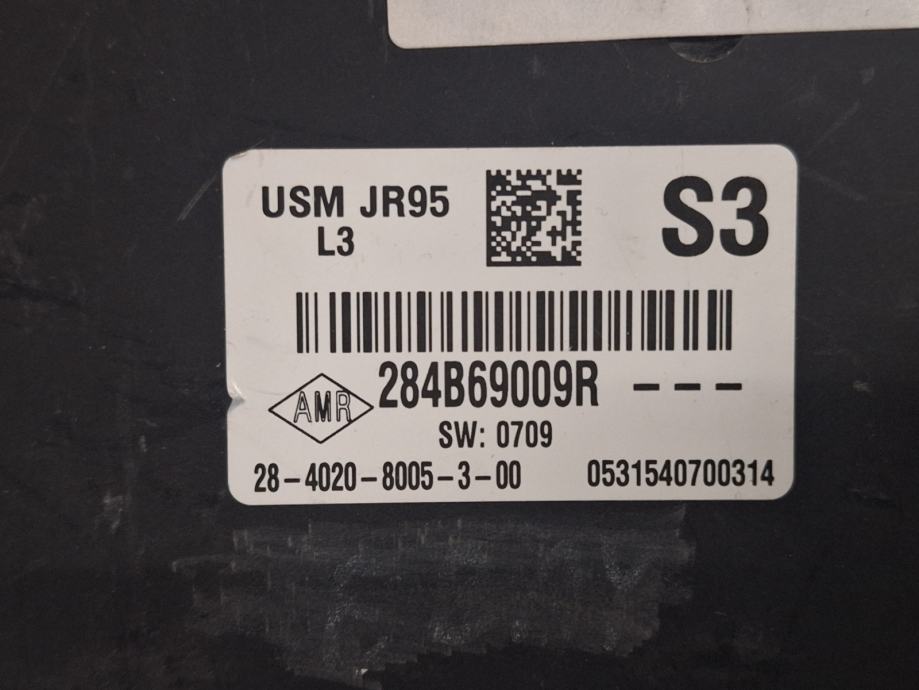 USM JR95
L3
S3
284B69009R ---
AMR
SW: 0709
28-4020-8005-3-00 0531540700314